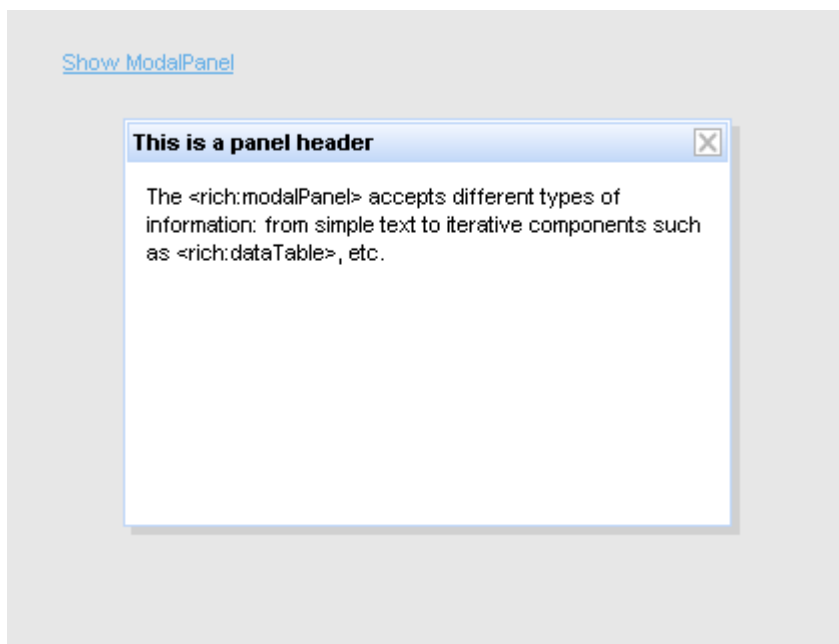 Show ModalPanel
This is a panel header
The <rich:modalPanel> accepts different types of
information: from simple text to iterative components such
as <rich:dataTable>, etc.